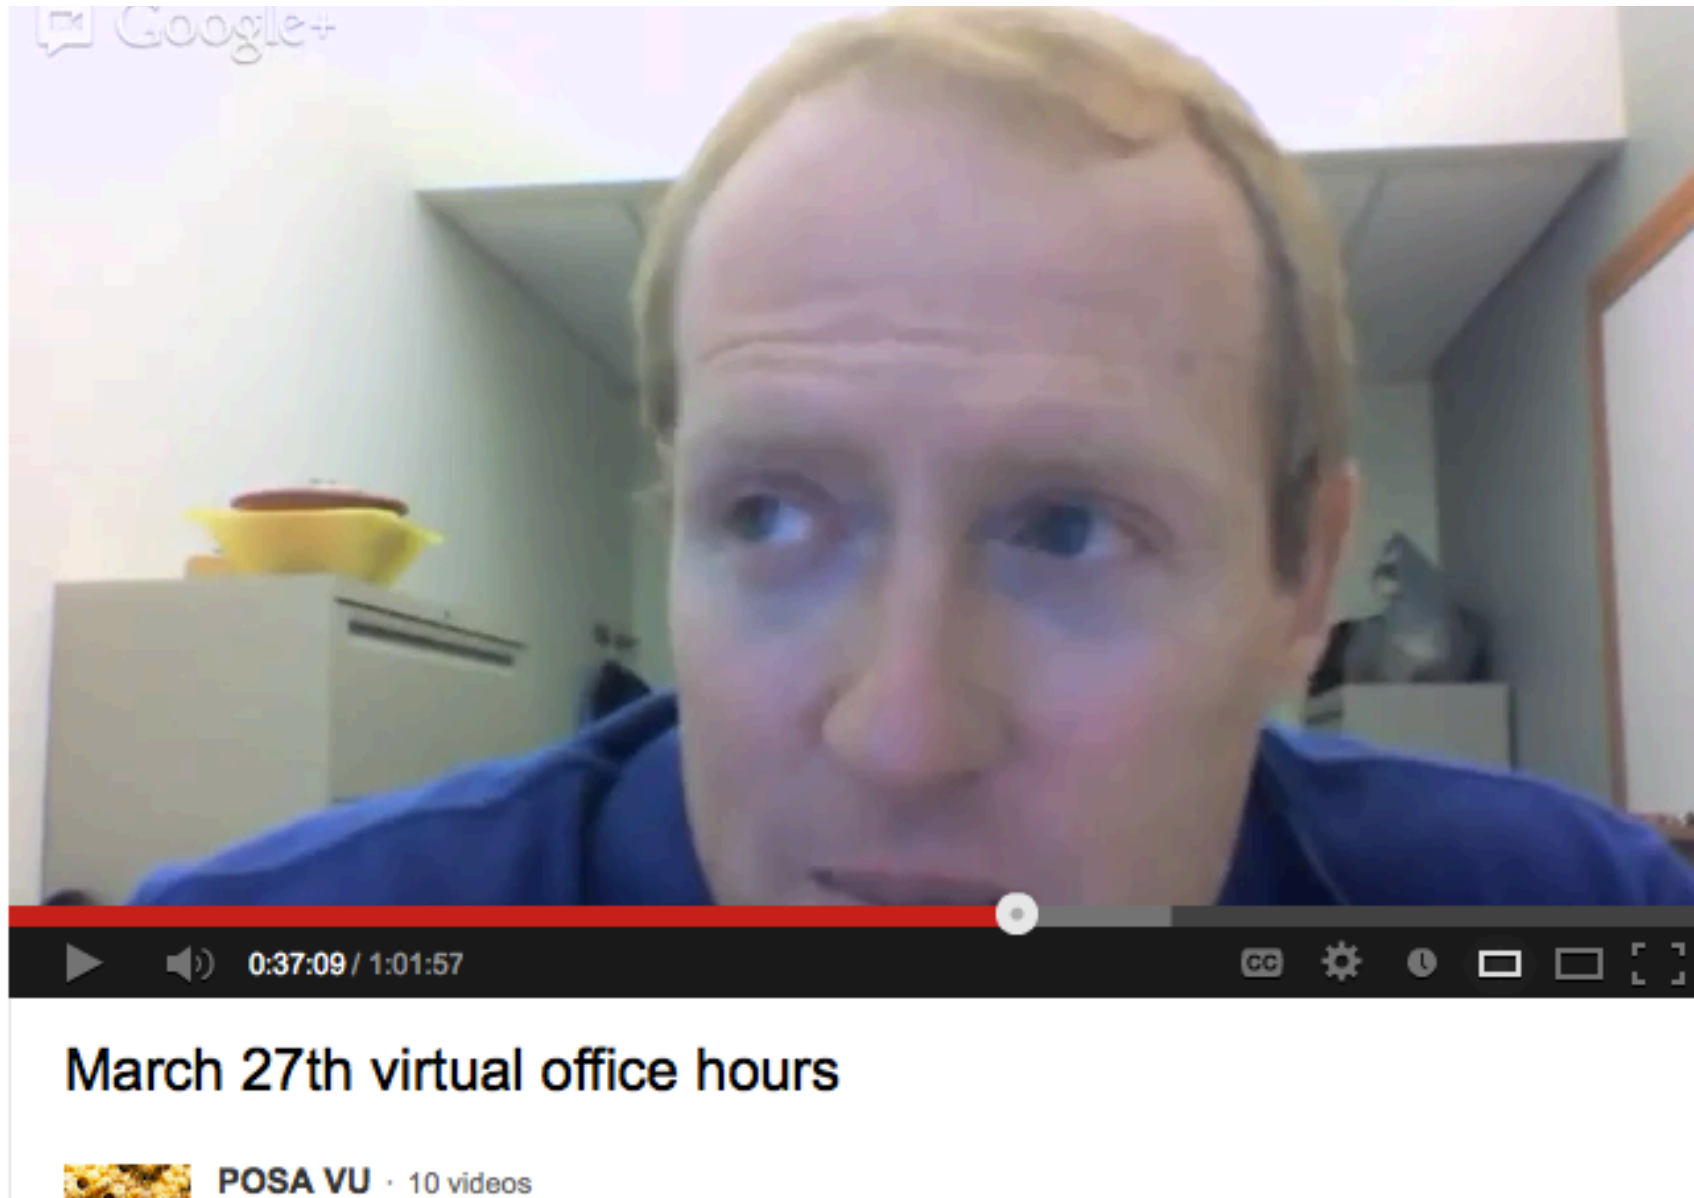 Google+
0:37:09 / 1:01:57
CC
March 27th virtual office hours
POSA VU · 10 videos